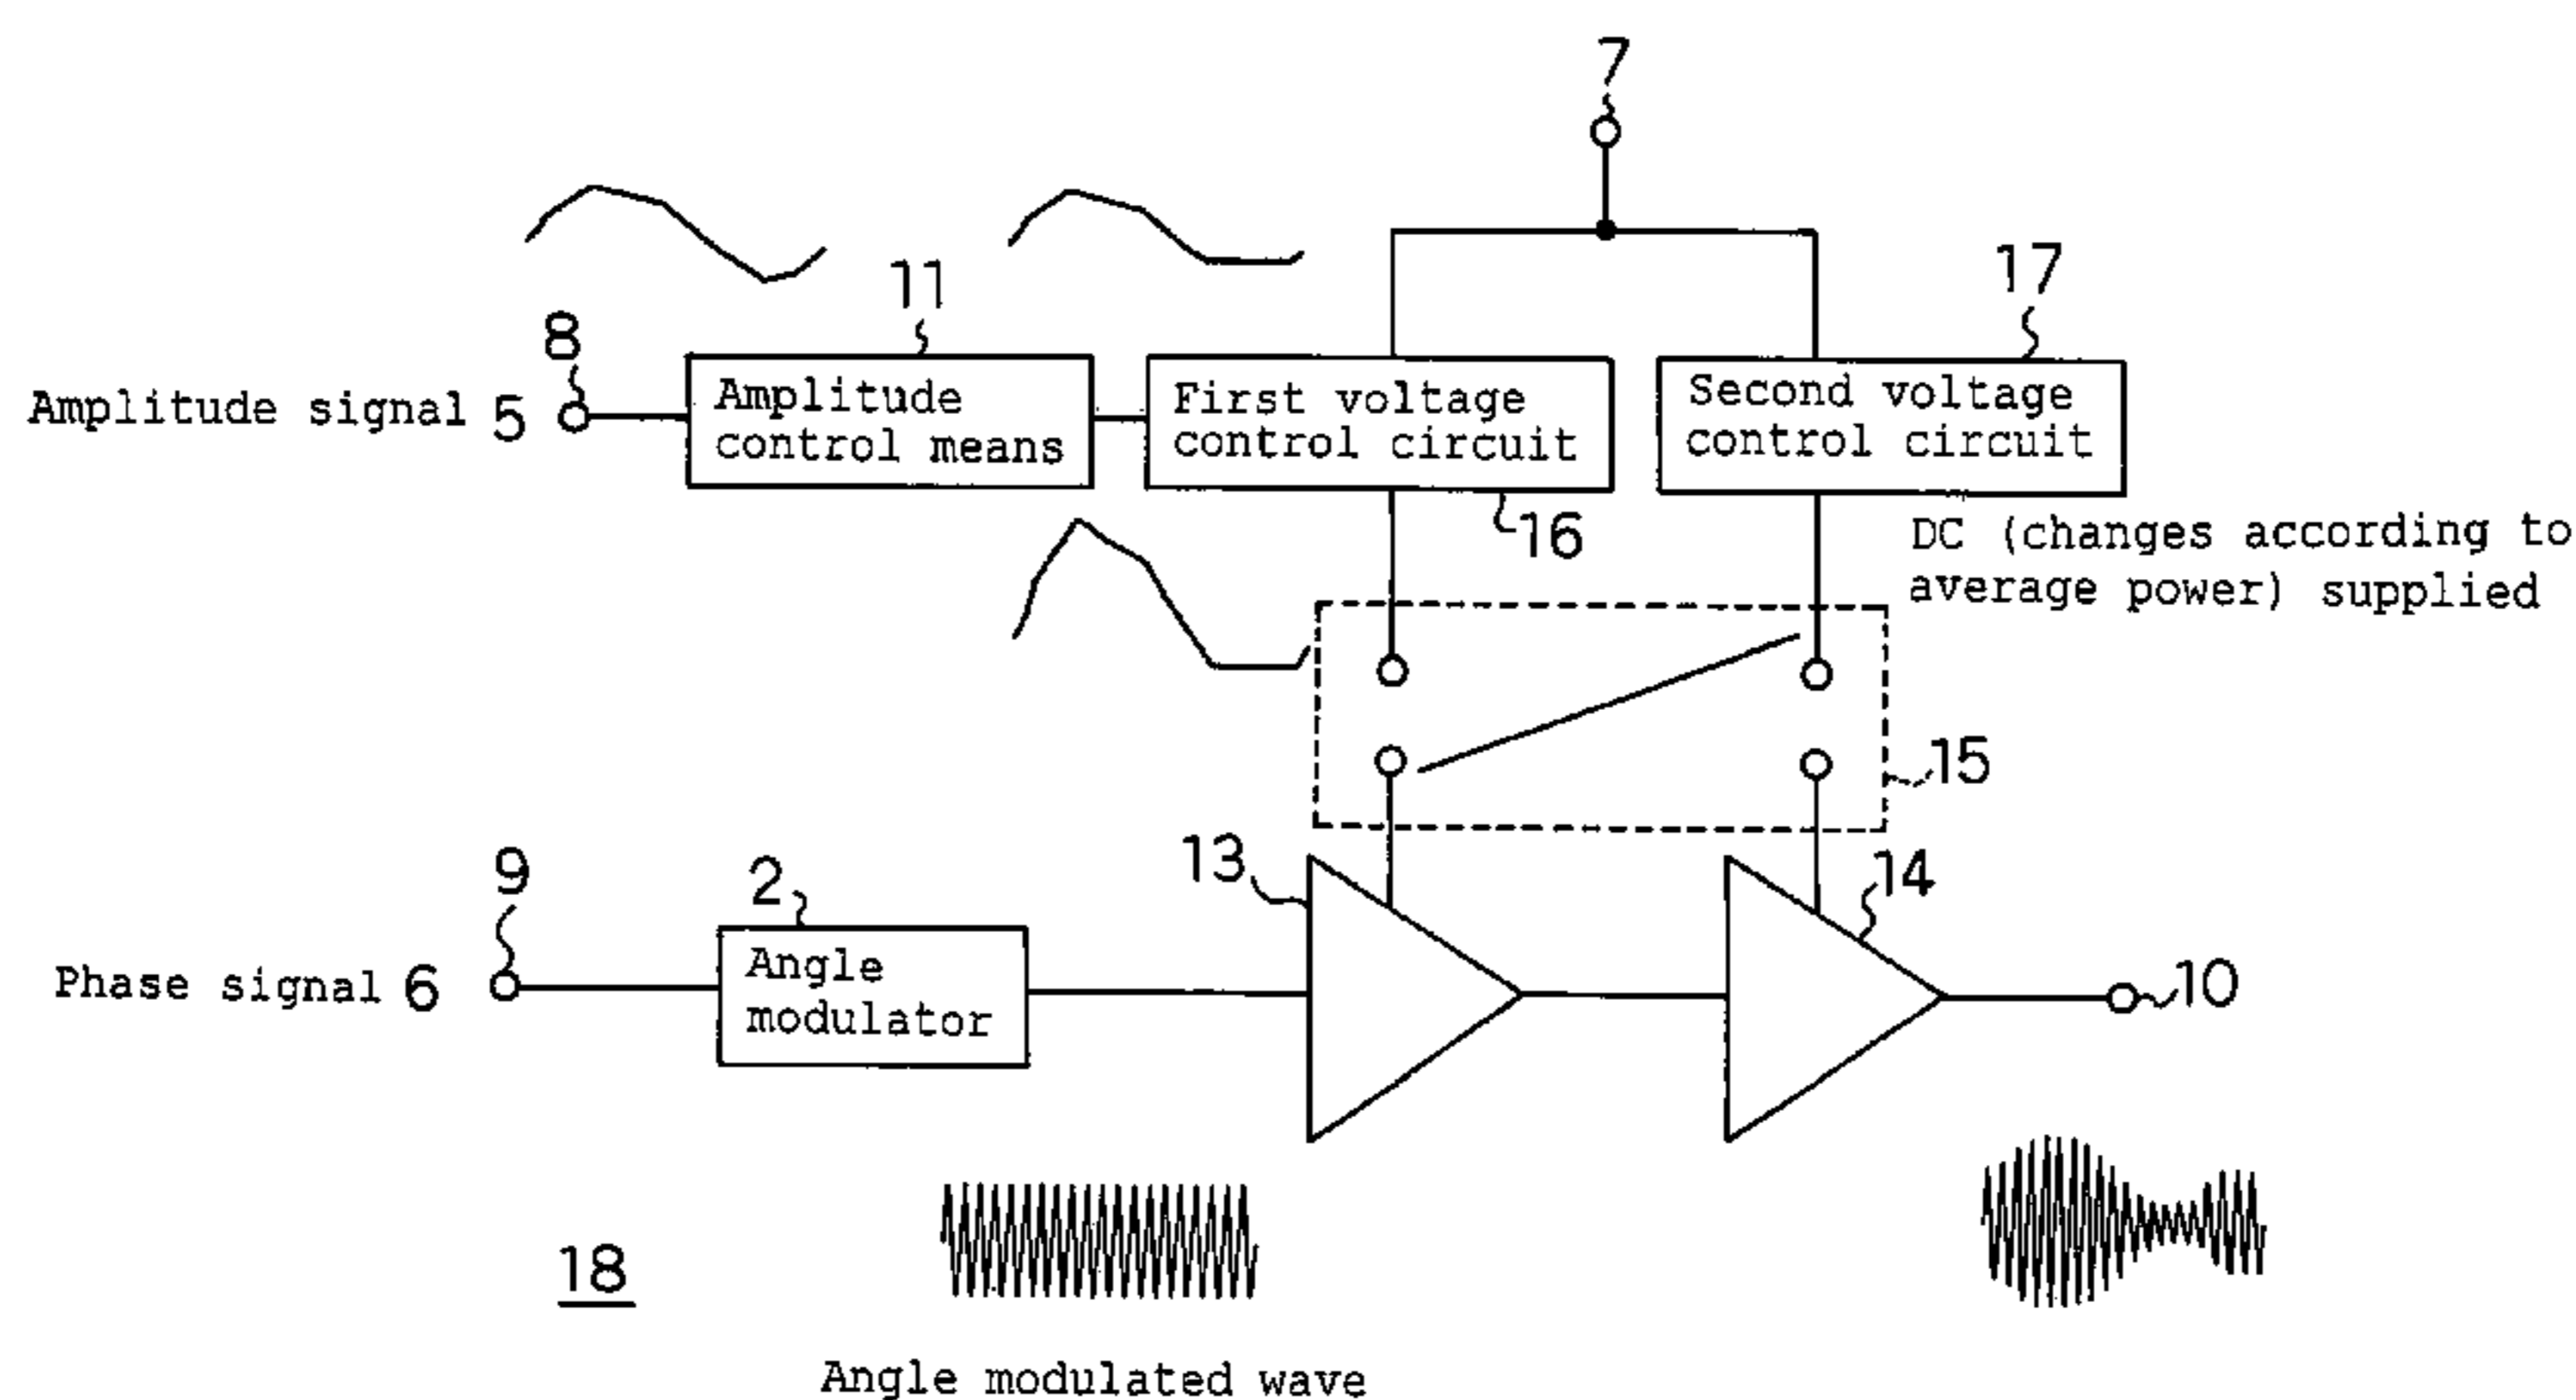 7
17
11
8
Amplitude signal 5
Amplitude
control means
First voltage
control circuit
Second voltage
control circuit
16
DC (changes according to
average power) supplied
15
13
14
9
2
Phase signal 6
Angle
modulator
10
18
Angle modulated wave